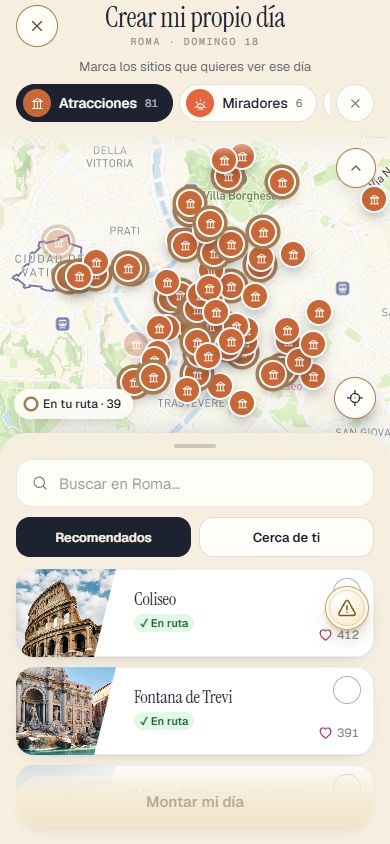 Crear mi propio día
ROMA · DOMINGO 18
Marca los sitios que quieres ver ese día
Atracciones 81
Miradores 6
DELLA
VITTORIA
Villa Borghese
PRATI
CIUDAD DE
TRASTEVERE
SAN GIOVA
En tu ruta · 39
Buscar en Roma...
Recomendados
Cerca de ti
Coliseo
✓ En ruta
412
Fontana de Trevi
✓ En ruta
391
Montar mi día